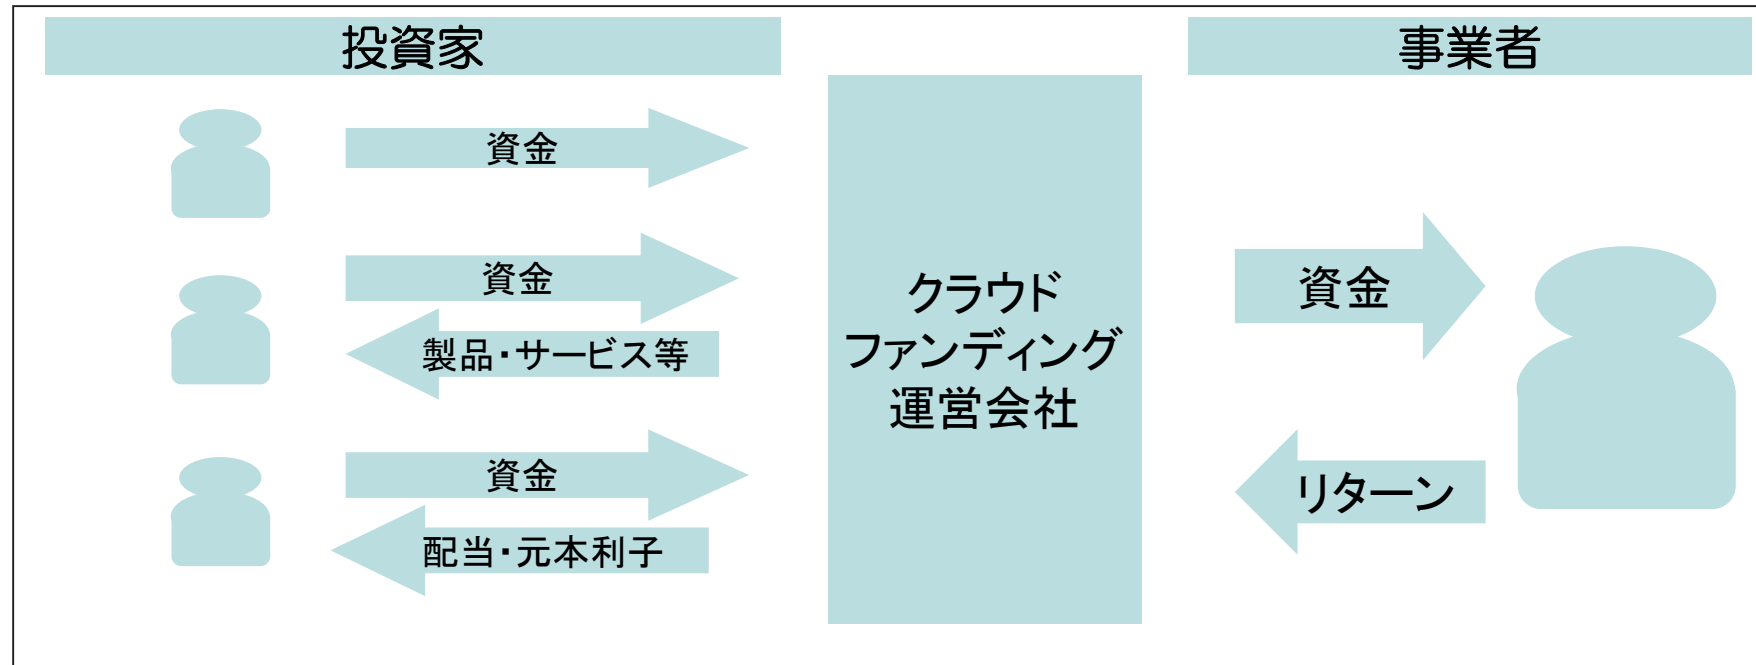 投資家
事業者
資金
資金
製品・サービス等
資金
配当・元本利子
クラウド
ファンディング
運営会社
資金
リターン